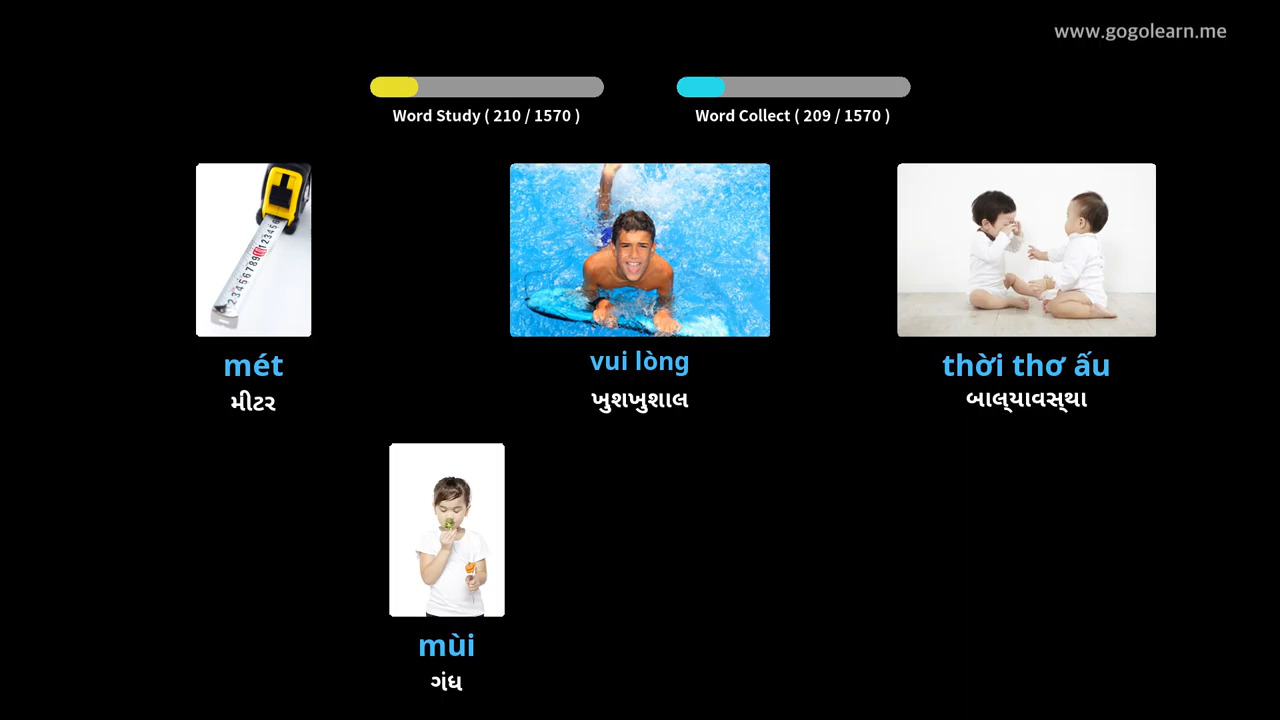 www.gogolearn.me
Word Study ( 210 / 1570 )
Word Collect ( 209 / 1570 )
mét
મીટર
vui lòng
ખુશખુશાલ
thời thơ ấu
બાલ્યાવસ્થા
mùi
ગંધ